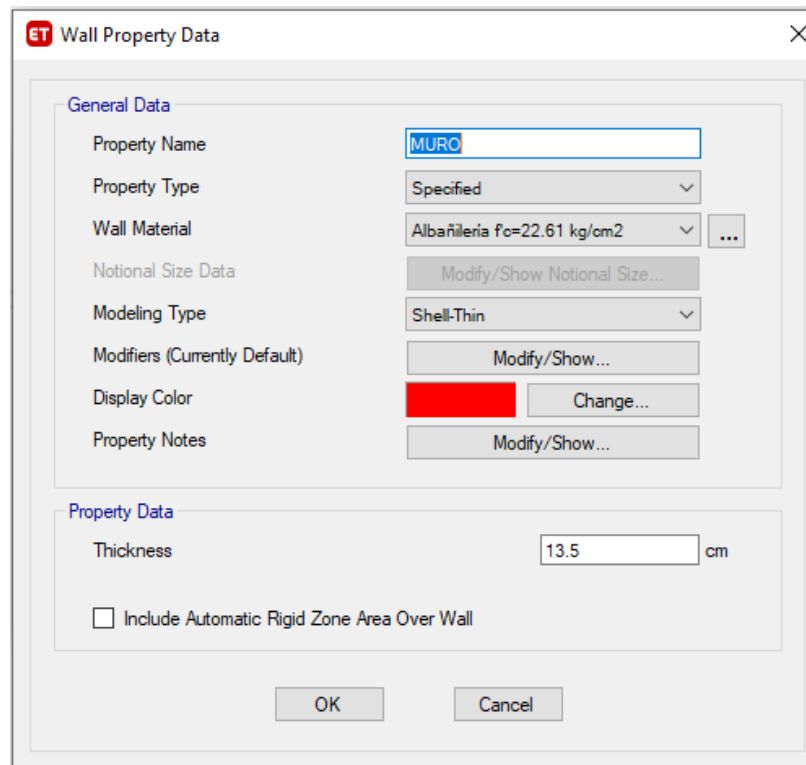 ET Wall Property Data
General Data
Property Name MURO
Property Type Specified
Wall Material Albañilería f'c=22.61 kg/cm2 ...
Notional Size Data Modify/Show Notional Size...
Modeling Type Shell-Thin
Modifiers (Currently Default) Modify/Show...
Display Color Change...
Property Notes Modify/Show...
Property Data
Thickness 13.5 cm
Include Automatic Rigid Zone Area Over Wall
OK Cancel